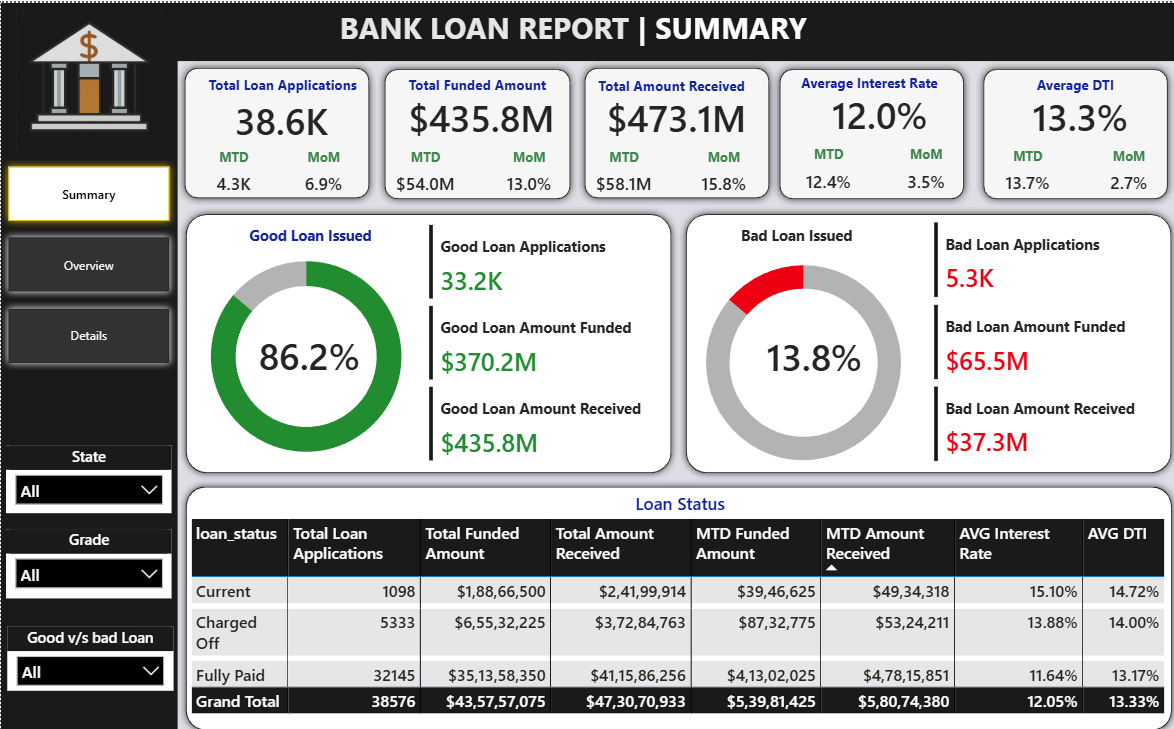 $
BANK LOAN REPORT | SUMMARY
Summary
Overview
Details
State
All
Grade
All
Good v/s bad Loan
All
Total Loan Applications
38.6K
MTD MoM
4.3K 6.9%
Total Funded Amount
$435.8M
MTD MoM
$54.0M 13.0%
Total Amount Received
$473.1M
MTD MoM
$58.1M 15.8%
Average Interest Rate
12.0%
MTD MoM
12.4% 3.5%
Average DTI
13.3%
MTD MoM
13.7% 2.7%
Good Loan Issued
86.2%
Good Loan Applications
33.2K
Good Loan Amount Funded
$370.2M
Good Loan Amount Received
$435.8M
Bad Loan Issued
13.8%
Bad Loan Applications
5.3K
Bad Loan Amount Funded
$65.5M
Bad Loan Amount Received
$37.3M
Loan Status
loan_status Total Loan Total Funded Total Amount MTD Funded MTD Amount AVG Interest AVG DTI
Applications Amount Received Amount Received Rate
Current 1098 $1,88,66,500 $2,41,99,914 $39,46,625 $49,34,318 15.10% 14.72%
Charged 5333 $6,55,32,225 $3,72,84,763 $87,32,775 $53,24,211 13.88% 14.00%
Off
Fully Paid 32145 $35,13,58,350 $41,15,86,256 $4,13,02,025 $4,78,15,851 11.64% 13.17%
Grand Total 38576 $43,57,57,075 $47,30,70,933 $5,39,81,425 $5,80,74,380 12.05% 13.33%